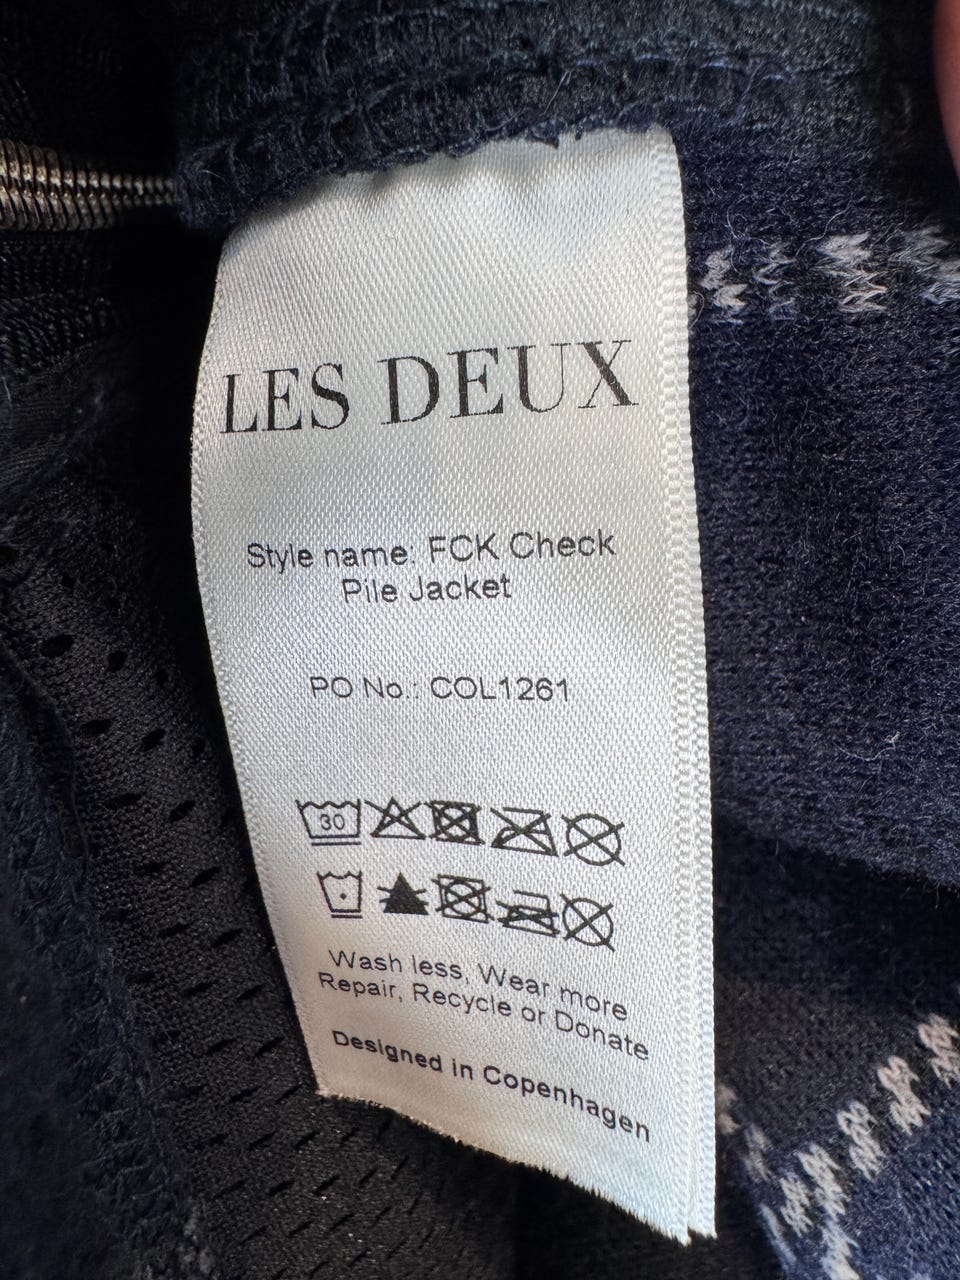 LES DEUX
Style name: FCK Check
Pile Jacket
PO No.: COL1261
30
Wash less, Wear more
Repair, Recycle or Donate
Designed in Copenhagen